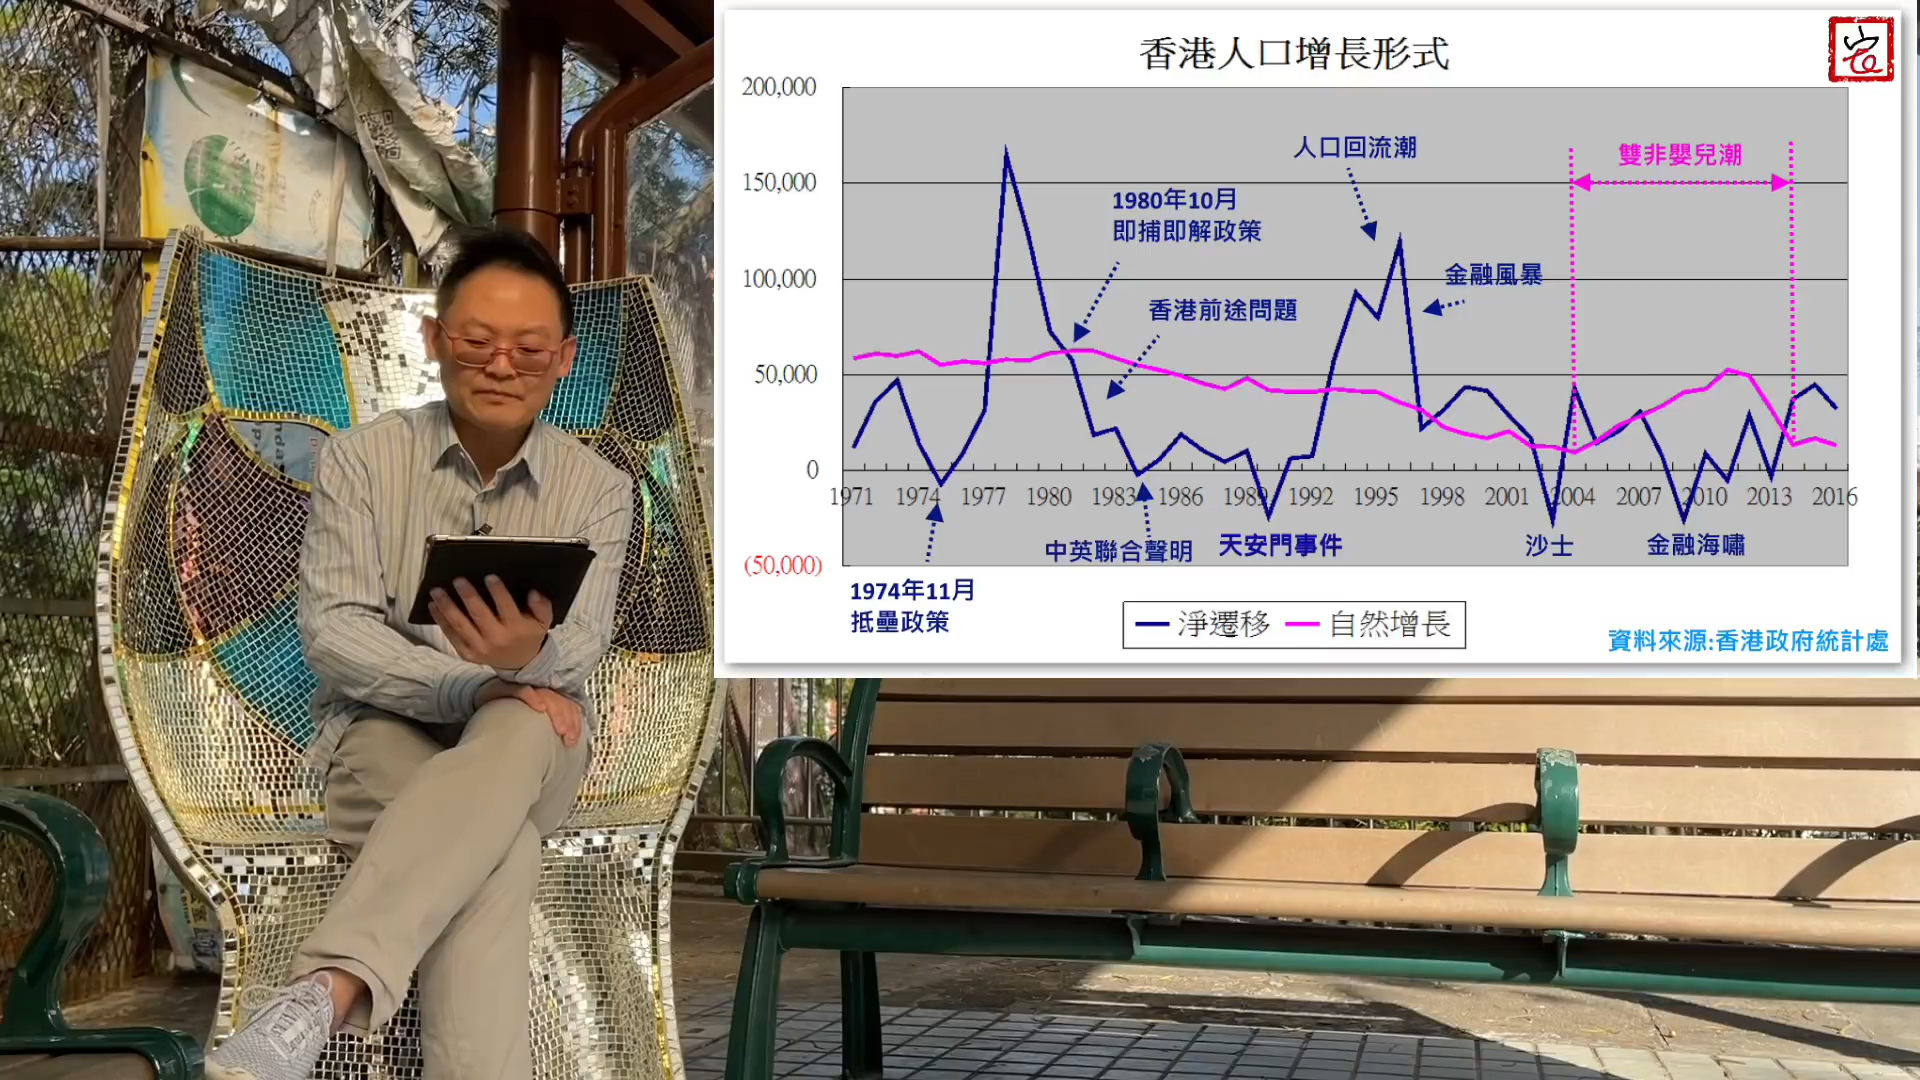 香港人口增長形式
200,000
150,000
100,000
50,000
0
(50,000)
人口回流潮
雙非嬰兒潮
1980年10月
即捕即解政策
金融風暴
香港前途問題
1971 1974 1977 1980 1983 1986 1989 1992 1995 1998 2001 2004 2007 2010 2013 2016
中英聯合聲明
天安門事件
沙士
金融海嘯
1974年11月
抵壘政策
淨遷移
自然增長
資料來源:香港政府統計處